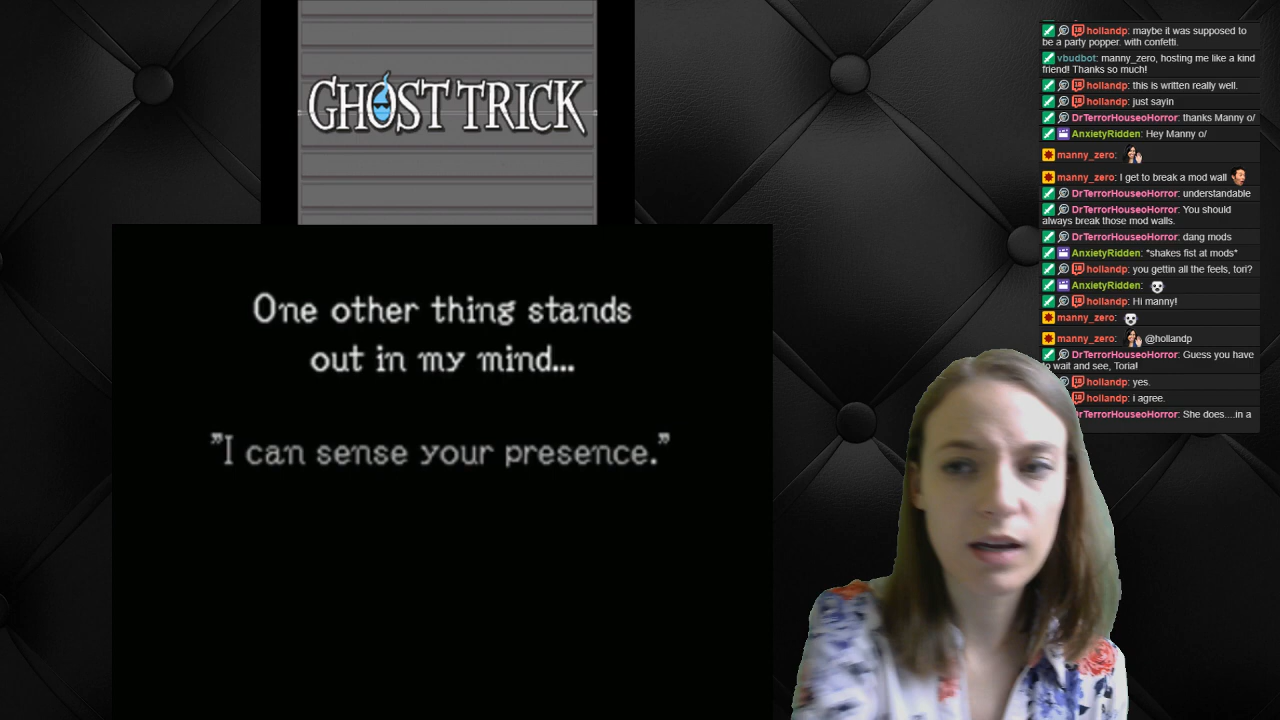 GHOST TRICK
One other thing stands
out in my mind...
"I can sense your presence."
hollandp: maybe it was supposed to
be a party popper. with confetti.
vbudbot: manny_zero, hosting me like a kind
friend! Thanks so much!
hollandp: this is written really well.
hollandp: just sayin
DrTerrorHouseoHorror: thanks Manny o/
AnxietyRidden: Hey Manny o/
manny_zero:
manny_zero: I get to break a mod wall
DrTerrorHouseoHorror: understandable
DrTerrorHouseoHorror: You should
always break those mod walls.
DrTerrorHouseoHorror: dang mods
AnxietyRidden: *shakes fist at mods*
hollandp: you gettin all the feels, tori?
AnxietyRidden:
hollandp: Hi manny!
manny_zero:
manny_zero: @hollandp
DrTerrorHouseoHorror: Guess you have
wait and see, Toria!
hollandp: yes.
hollandp: i agree.
rTerrorHouseoHorror: She does....in a